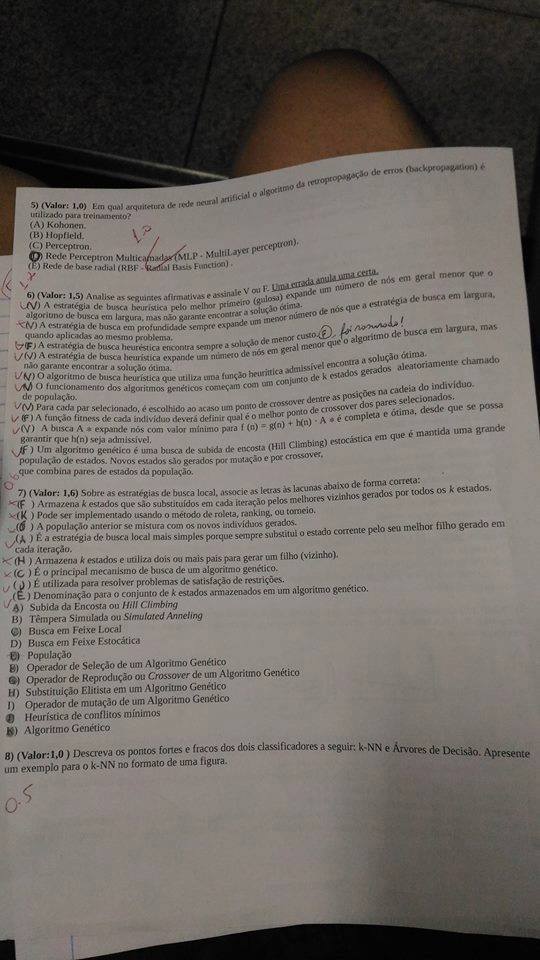 5) (Valor: 1,0) Em qual arquitetura de rede neural artificial o algoritmo da retropropagação de erros (backpropagation) é
utilizado para treinamento?
(A) Kohonen.
(B) Hopfield.
(C) Perceptron.
1.0
(D) Rede Perceptron Multicamadas (MLP - MultiLayer perceptron).
(E) Rede de base radial (RBF - Radial Basis Function) .
6) (Valor: 1,5) Analise as seguintes afirmativas e assinale V ou F. Uma errada anula uma certa.
(V) A estratégia de busca heurística pelo melhor primeiro (gulosa) expande um número de nós em geral menor que o
algoritmo de busca em largura, mas não garante encontrar a solução ótima.
(V) A estratégia de busca em profundidade sempre expande um menor número de nós que a estratégia de busca em largura,
quando aplicadas ao mesmo problema.
(F) A estratégia de busca heuréstica encontra sempre a solução de menor custo.
(V) A estratégia de busca heurística expande um número de nós em geral menor que o algoritmo de busca em largura, mas
não garante encontrar a solução ótima.
(V) O algoritmo de busca heurística que utiliza uma função heurítica admissível encontra a solução ótima.
(V) O funcionamento dos algoritmos genéticos começam com um conjunto de k estados gerados aleatoriamente chamado
de população.
(V) Para cada par selecionado, é escolhido ao acaso um ponto de crossover dentre as posições na cadeia do indivíduo.
(F) A função fitness de cada indivíduo deverá definir qual é o melhor ponto de crossover dos pares selecionados.
(V) A busca A * expande nós com valor mínimo para f (n) = g(n) + h(n) · A * é completa e ótima, desde que se possa
garantir que h(n) seja admissível.
(F) Um algoritmo genético é uma busca de subida de encosta (Hill Climbing) estocástica em que é mantida uma grande
população de estados. Novos estados são gerados por mutação e por crossover,
que combina pares de estados da população.
7) (Valor: 1,6) Sobre as estratégias de busca local, associe as letras às lacunas abaixo de forma correta:
(F ) Armazena k estados que são substituídos em cada iteração pelos melhores vizinhos gerados por todos os k estados.
(K ) Pode ser implementado usando o método de roleta, ranking, ou torneio.
( ) A população anterior se mistura com os novos indivíduos gerados.
(A ) É a estratégia de busca local mais simples porque sempre substitui o estado corrente pelo seu melhor filho gerado em
cada iteração.
(H ) Armazena k estados e utiliza dois ou mais pais para gerar um filho (vizinho).
(C ) É o principal mecanismo de busca de um algoritmo genético.
(J ) É utilizada para resolver problemas de satisfação de restrições.
(E ) Denominação para o conjunto de k estados armazenados em um algoritmo genético.
A) Subida da Encosta ou Hill Climbing
B) Têmpera Simulada ou Simulated Anneling
C) Busca em Feixe Local
D) Busca em Feixe Estocática
E) População
F) Operador de Seleção de um Algoritmo Genético
G) Operador de Reprodução ou Crossover de um Algoritmo Genético
H) Substituição Elitista em um Algoritmo Genético
I) Operador de mutação de um Algoritmo Genético
J) Heurística de conflitos mínimos
K) Algoritmo Genético
8) (Valor:1,0 ) Descreva os pontos fortes e fracos dos dois classificadores a seguir: k-NN e Árvores de Decisão. Apresente
um exemplo para o k-NN no formato de uma figura.
0.5